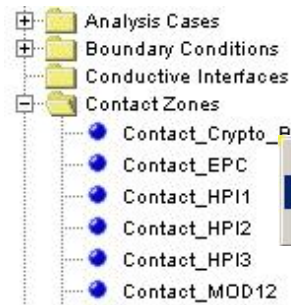 Analysis Cases
Boundary Conditions
Conductive Interfaces
Contact Zones
Contact_Crypto_
Contact_EPC
Contact_HPI1
Contact_HPI2
Contact_HPI3
Contact_MOD12